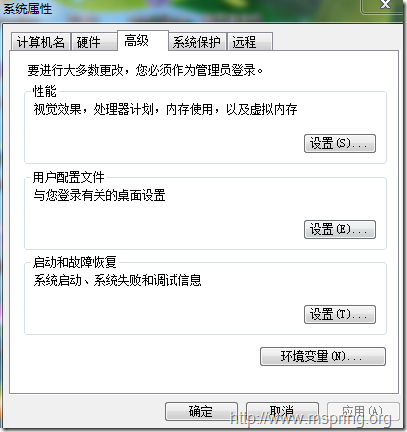 系统属性
计算机名 硬件 高级 系统保护 远程
要进行大多数更改，您必须作为管理员登录。
性能
视觉效果，处理器计划，内存使用，以及虚拟内存
设置(S)...
用户配置文件
与您登录有关的桌面设置
设置(E)...
启动和故障恢复
系统启动、系统失败和调试信息
设置(T)...
环境变量(N)...
确定 取消 应用(A)
http://www.mspring.org